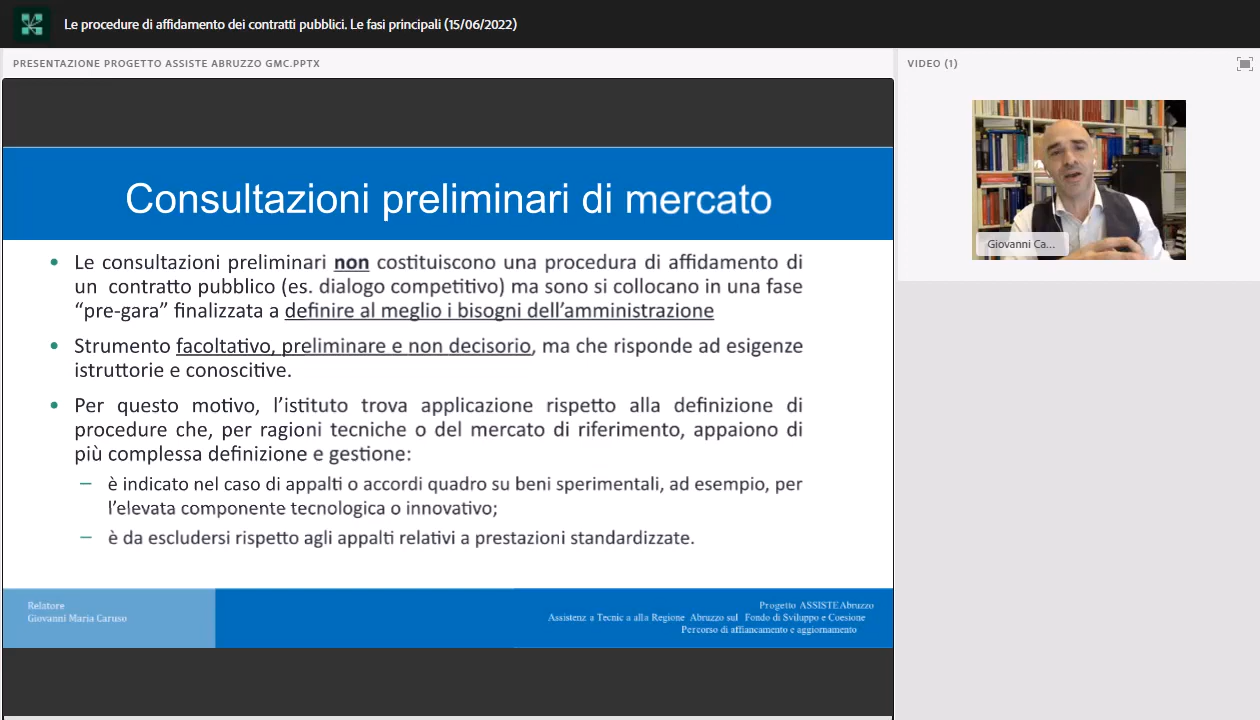 Le procedure di affidamento dei contratti pubblici. Le fasi principali (15/06/2022)
PRESENTAZIONE PROGETTO ASSISTE ABRUZZO GMC.PPTX
VIDEO (1)
Consultazioni preliminari di mercato
• Le consultazioni preliminari non costituiscono una procedura di affidamento di
un contratto pubblico (es. dialogo competitivo) ma sono si collocano in una fase
“pre-gara” finalizzata a definire al meglio i bisogni dell’amministrazione
• Strumento facoltativo, preliminare e non decisorio, ma che risponde ad esigenze
istruttorie e conoscitive.
• Per questo motivo, l’istituto trova applicazione rispetto alla definizione di
procedure che, per ragioni tecniche o del mercato di riferimento, appaiono di
più complessa definizione e gestione:
– è indicato nel caso di appalti o accordi quadro su beni sperimentali, ad esempio, per
l’elevata componente tecnologica o innovativo;
– è da escludersi rispetto agli appalti relativi a prestazioni standardizzate.
Relatore
Giovanni Maria Caruso
Progetto ASSISTE Abruzzo
Assistenz a Tecnic a alla Regione Abruzzo sul Fondo di Sviluppo e Coesione
Percorso di affiancamento e aggiornamento
Giovanni Ca...